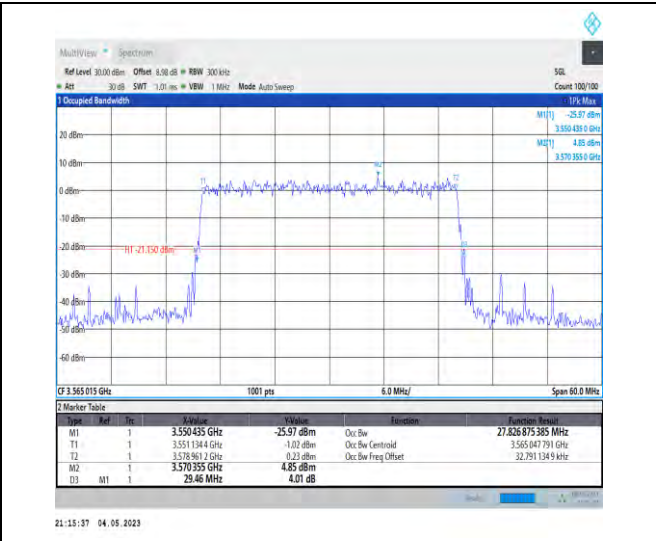 MultiView Spectrum
Ref Level 30.00 dBm Offset 8.98 dB RBW 300 kHz SGL
Att 30 dB SWT 1.01 ms VBW 1 MHz Mode Auto Sweep Count 100/100
1 Occupied Bandwidth 1Pk Max
M1[1] -25.97 dBm
3.550 435 0 GHz
M2[1] 4.85 dBm
3.570 355 0 GHz
20 dBm
10 dBm
0 dBm
-10 dBm
-20 dBm
-30 dBm
-40 dBm
-50 dBm
-60 dBm
T1
M2
T2
H1 -21.150 dBm
M1
D3
CF 3.565 015 GHz 1001 pts 6.0 MHz/ Span 60.0 MHz
2 Marker Table
Type Ref Trc X-Value Y-Value Function Function Result
M1 1 3.550435 GHz -25.97 dBm Occ Bw 27.826 875 385 MHz
T1 1 3.551 134 4 GHz -1.02 dBm Occ Bw Centroid 3.565 047 791 GHz
T2 1 3.578 961 2 GHz 0.23 dBm Occ Bw Freq Offset 32.791 134 9 kHz
M2 1 3.570 355 GHz 4.85 dBm
D3 M1 1 29.46 MHz 4.01 dB
21:15:37 04.05.2023